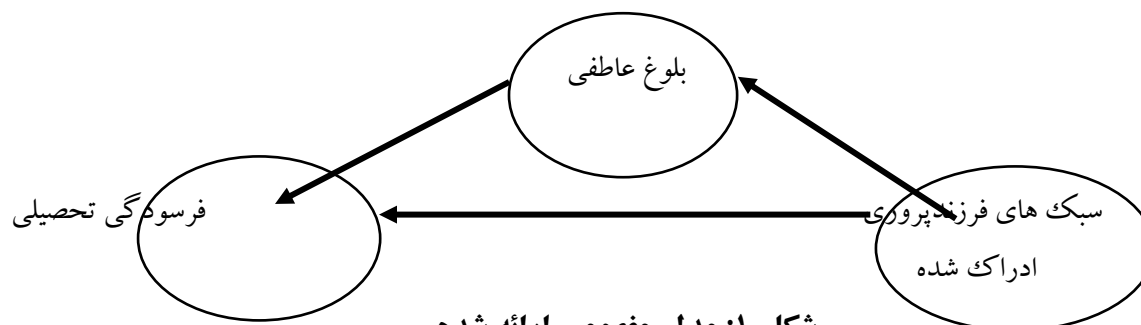 بلوغ عاطفی
سبک های فرزندپروری
ادراک شده
فرسودگی تحصیلی